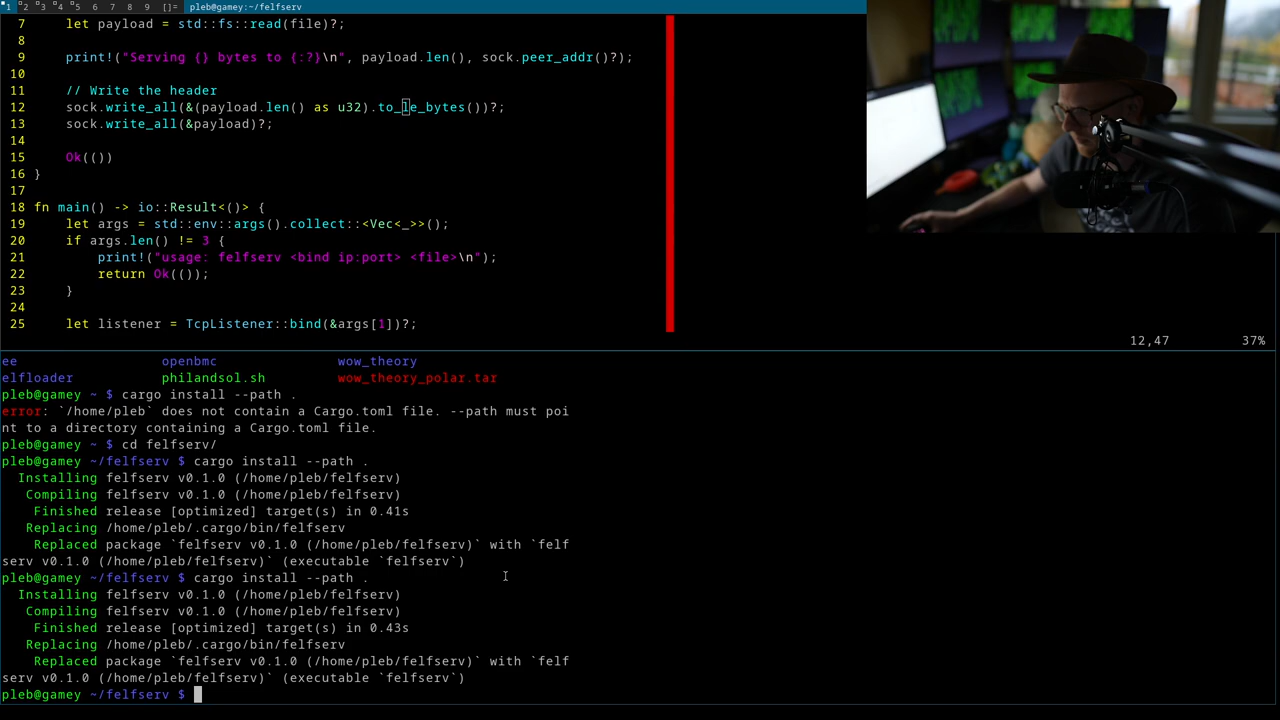 1 2 3 4 5 6 7 8 9 []= pleb@gamey:~/felfserv
7 let payload = std::fs::read(file)?;
8
9 print!("Serving {} bytes to {:?}\n", payload.len(), sock.peer_addr()?);
10
11 // Write the header
12 sock.write_all(&(payload.len() as u32).to_le_bytes())?;
13 sock.write_all(&payload)?;
14
15 Ok(())
16 }
17
18 fn main() -> io::Result<()> {
19 let args = std::env::args().collect::<Vec<_>>();
20 if args.len() != 3 {
21 print!("usage: felfserv <bind ip:port> <file>\n");
22 return Ok(());
23 }
24
25 let listener = TcpListener::bind(&args[1])?;
12,47 37%
ee openbmc wow_theory
elfloader philandsol.sh wow_theory_polar.tar
pleb@gamey ~ $ cargo install --path .
error: `/home/pleb` does not contain a Cargo.toml file. --path must poi
nt to a directory containing a Cargo.toml file.
pleb@gamey ~ $ cd felfserv/
pleb@gamey ~/felfserv $ cargo install --path .
Installing felfserv v0.1.0 (/home/pleb/felfserv)
Compiling felfserv v0.1.0 (/home/pleb/felfserv)
Finished release [optimized] target(s) in 0.41s
Replacing /home/pleb/.cargo/bin/felfserv
Replaced package `felfserv v0.1.0 (/home/pleb/felfserv)` with `felf
serv v0.1.0 (/home/pleb/felfserv)` (executable `felfserv`)
pleb@gamey ~/felfserv $ cargo install --path .
Installing felfserv v0.1.0 (/home/pleb/felfserv)
Compiling felfserv v0.1.0 (/home/pleb/felfserv)
Finished release [optimized] target(s) in 0.43s
Replacing /home/pleb/.cargo/bin/felfserv
Replaced package `felfserv v0.1.0 (/home/pleb/felfserv)` with `felf
serv v0.1.0 (/home/pleb/felfserv)` (executable `felfserv`)
pleb@gamey ~/felfserv $